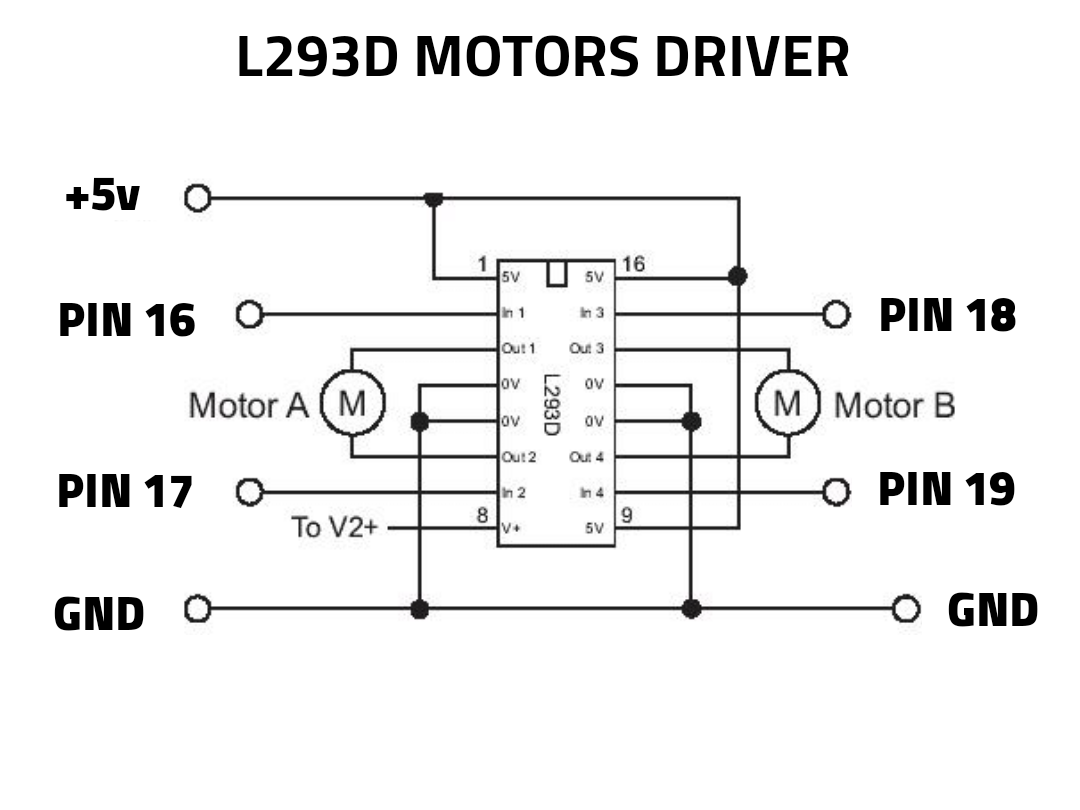 L293D MOTORS DRIVER
+5v
1
16
5V
5V
PIN 16
In 1
In 3
PIN 18
Out 1
Out 3
0V
0V
Motor A
M
L293D
M
Motor B
0V
0V
Out 2
Out 4
PIN 17
In 2
In 4
PIN 19
To V2+
8
V+
5V
9
GND
GND